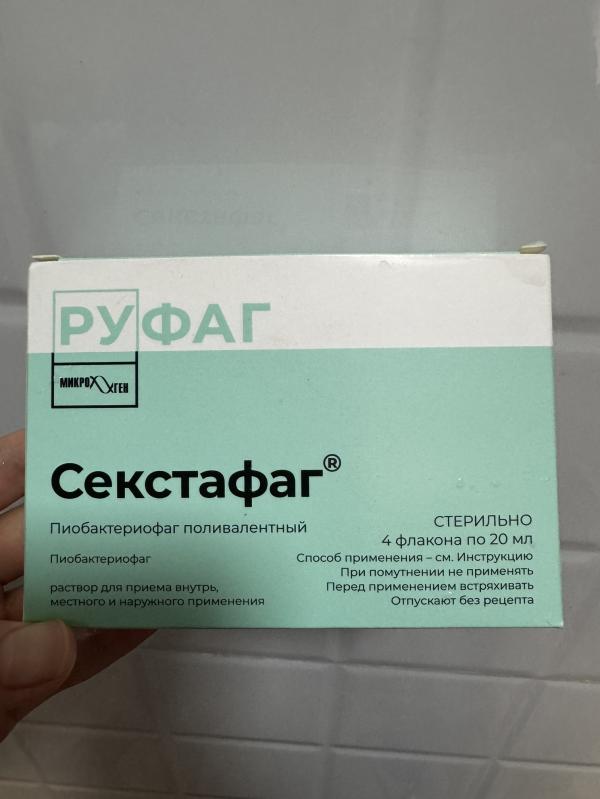 РУФАГ
МИКРОГЕН
Секстафаг®
Пиобактериофаг поливалентный
Пиобактериофаг
раствор для приема внутрь,
местного и наружного применения
СТЕРИЛЬНО
4 флакона по 20 мл
Способ применения – см. Инструкцию
При помутнении не применять
Перед применением встряхивать
Отпускают без рецепта